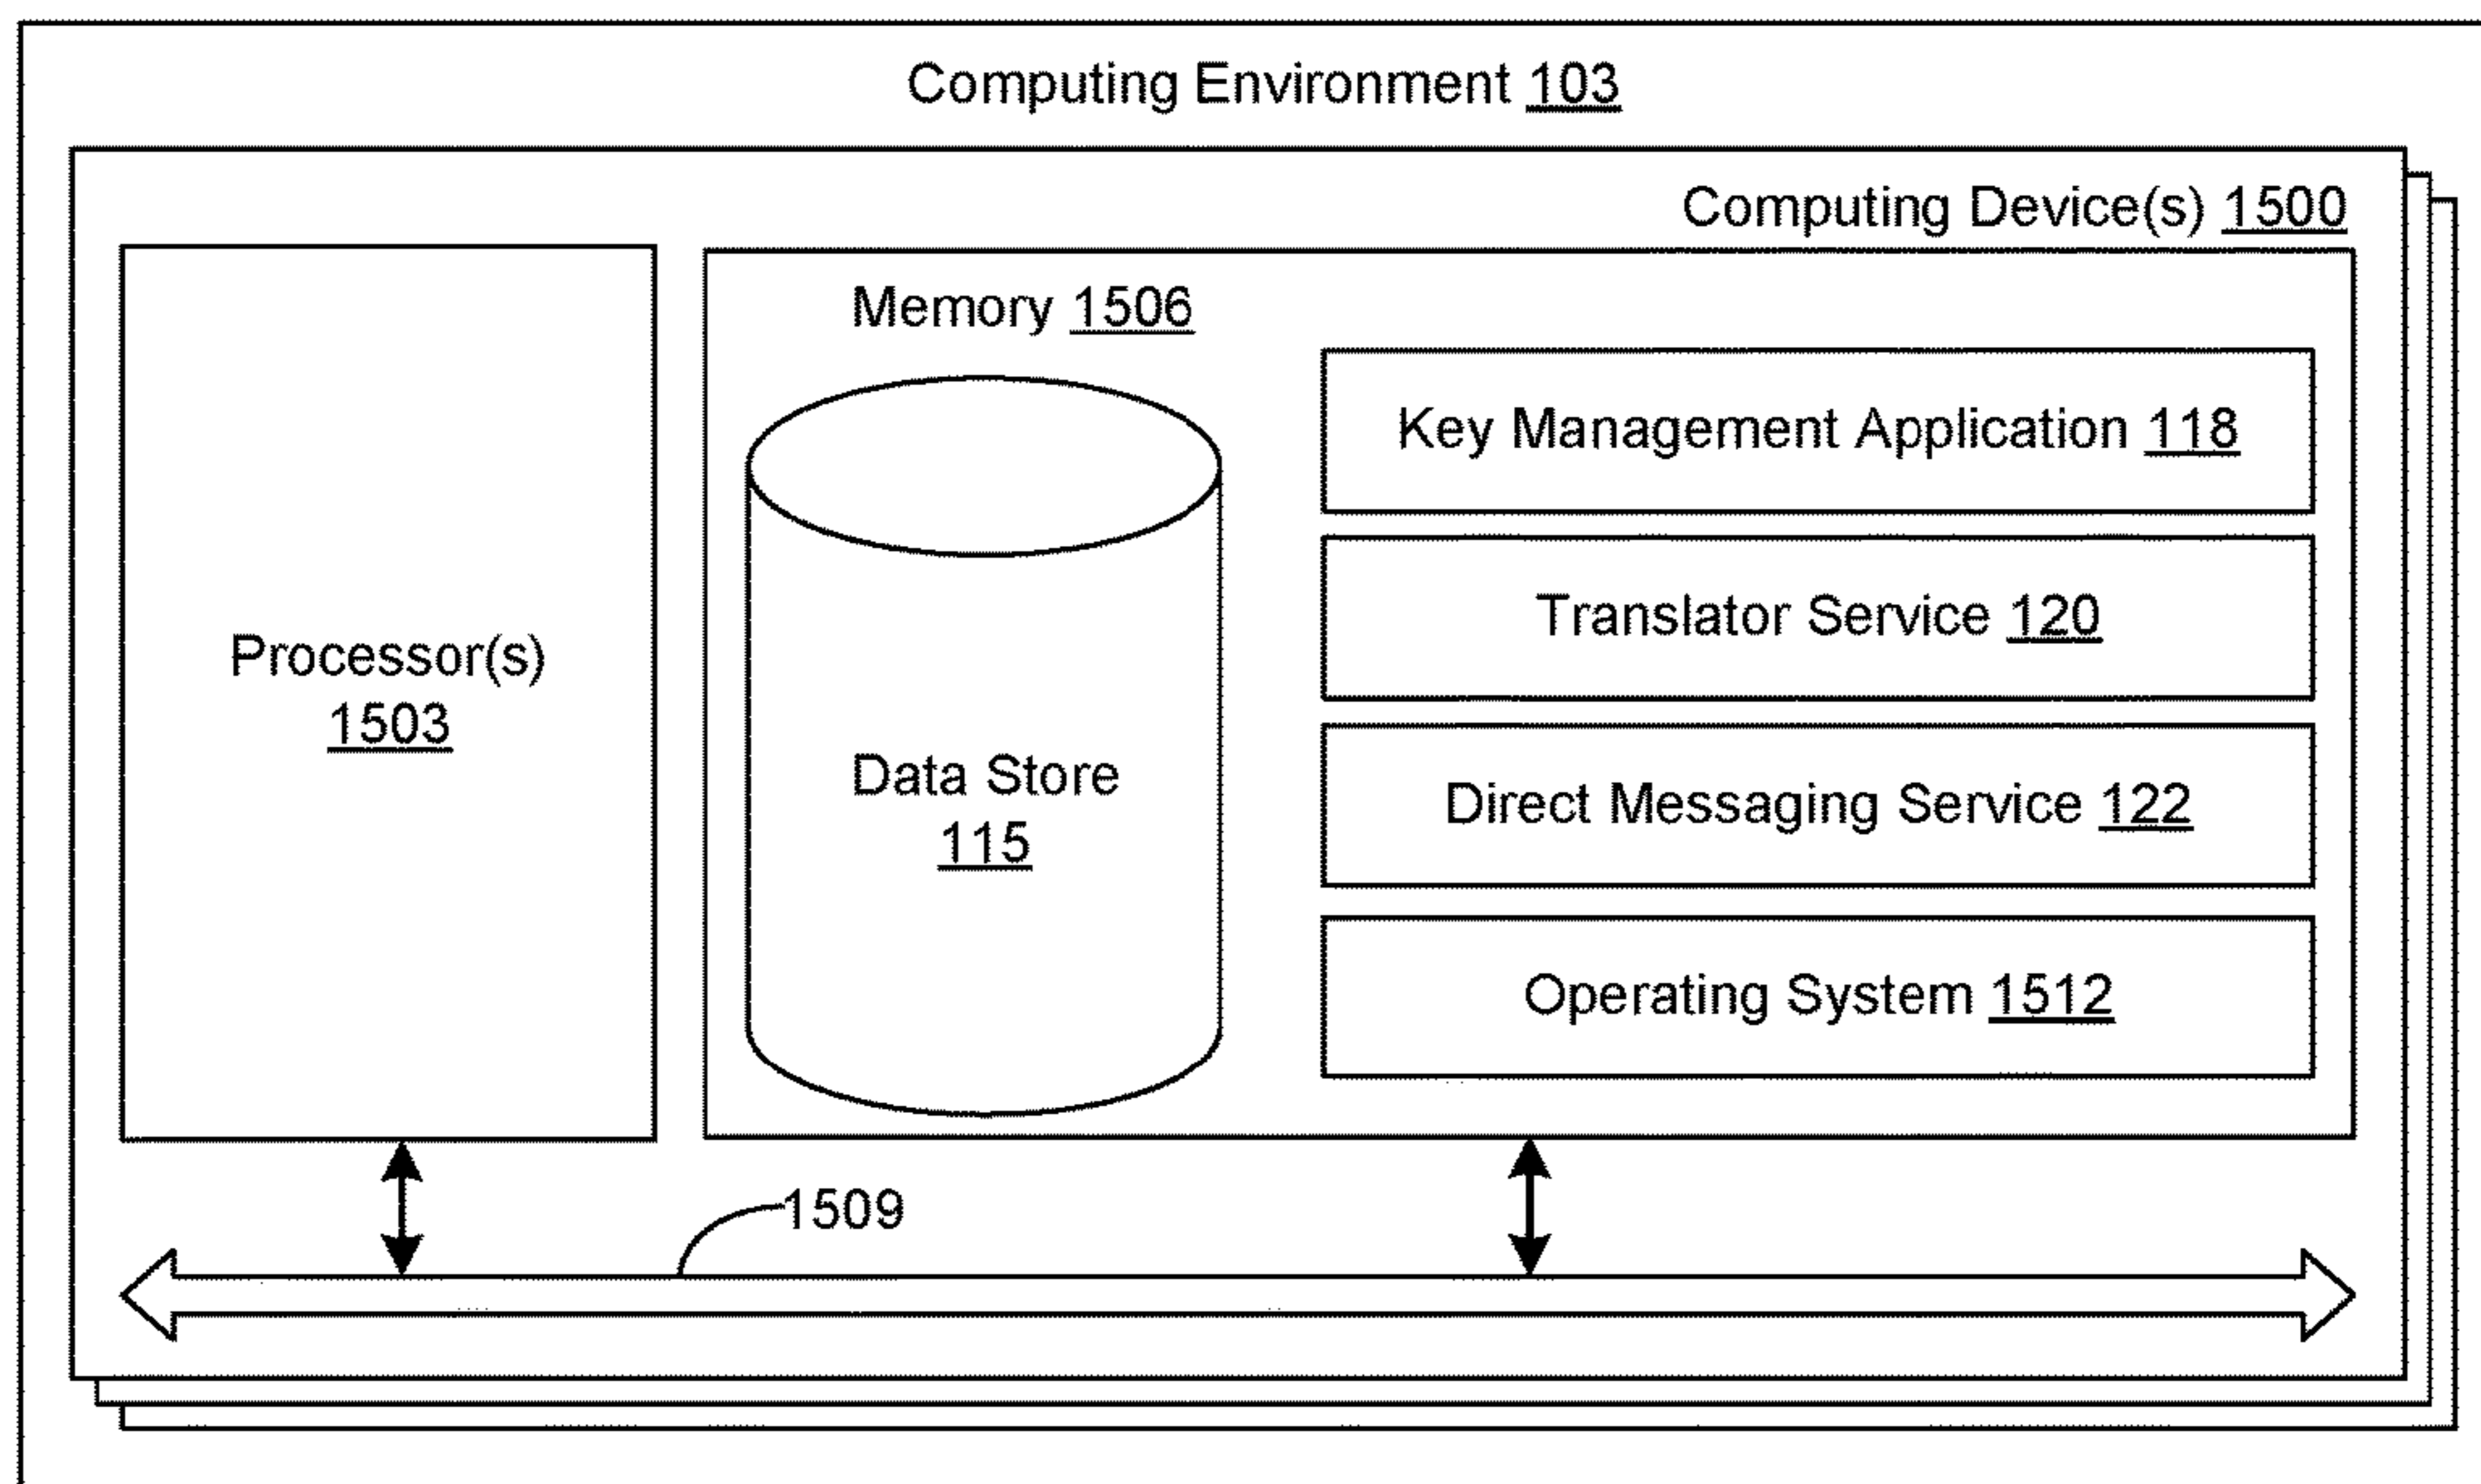 Computing Environment 103
Computing Device(s) 1500
Memory 1506
Key Management Application 118
Translator Service 120
Processor(s)
1503
Data Store
115
Direct Messaging Service 122
Operating System 1512
1509